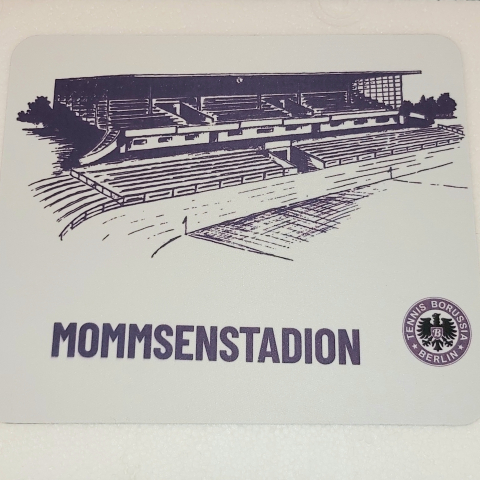 MOMMSENSTADION
TENNIS BORUSSIA
B
★ BERLIN ★